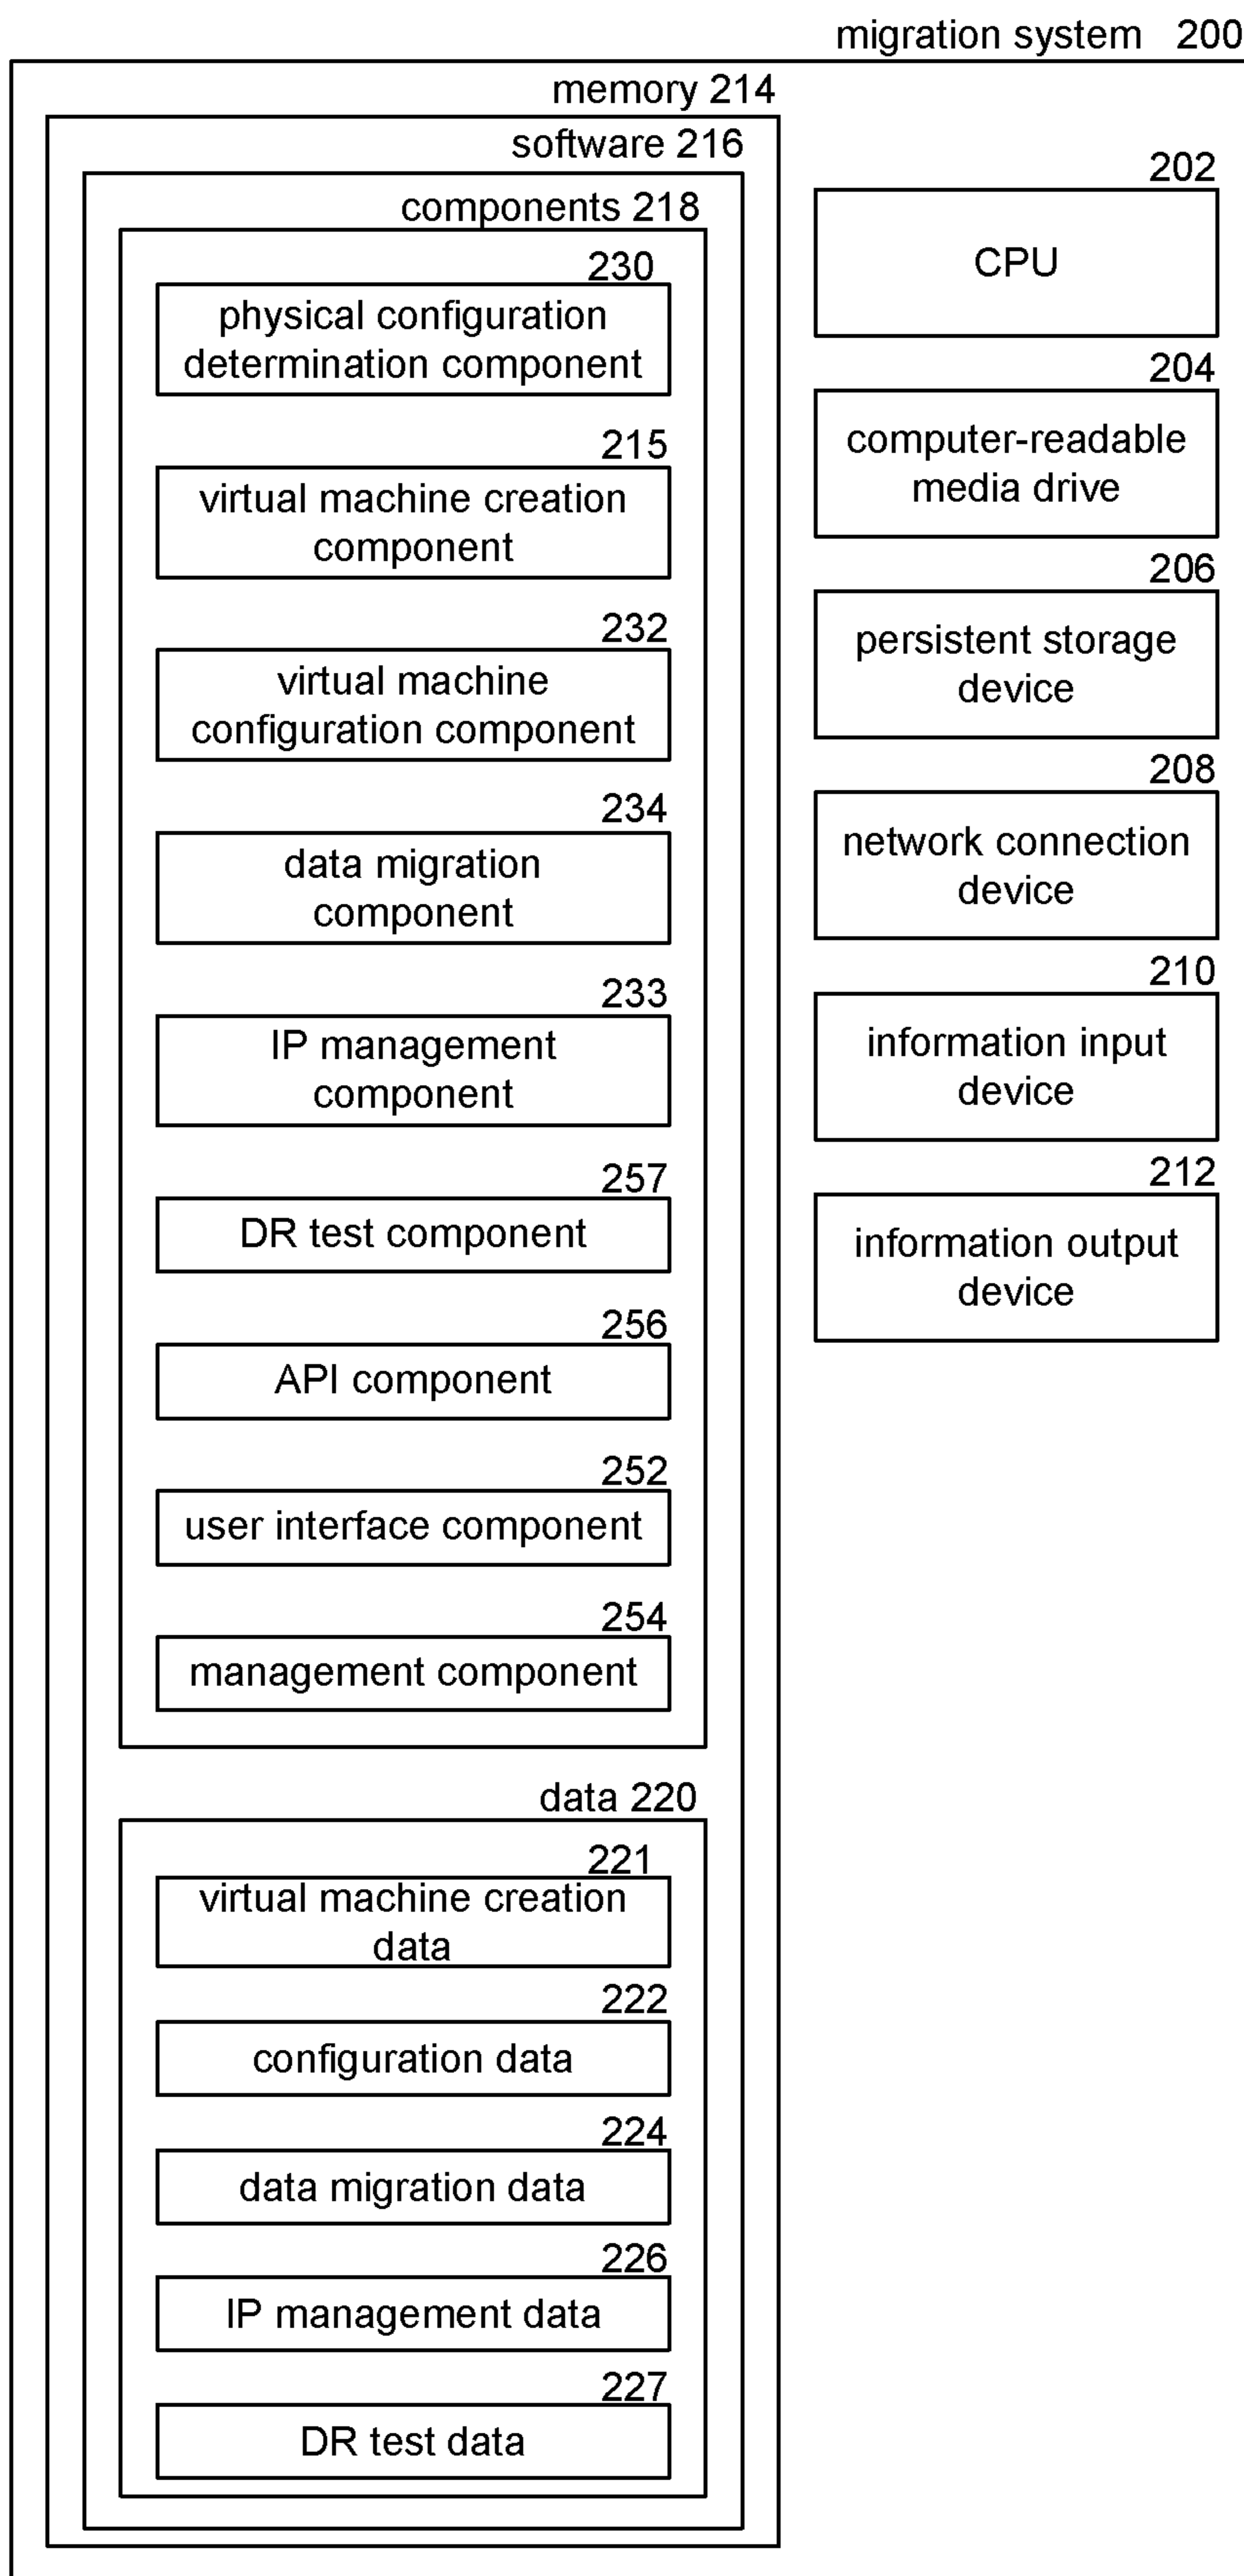 migration system 200
memory 214
software 216
components 218
230
physical configuration
determination component
215
virtual machine creation
component
232
virtual machine
configuration component
234
data migration
component
233
IP management
component
257
DR test component
256
API component
252
user interface component
254
management component
data 220
221
virtual machine creation
data
222
configuration data
224
data migration data
226
IP management data
227
DR test data
202
CPU
204
computer-readable
media drive
206
persistent storage
device
208
network connection
device
210
information input
device
212
information output
device